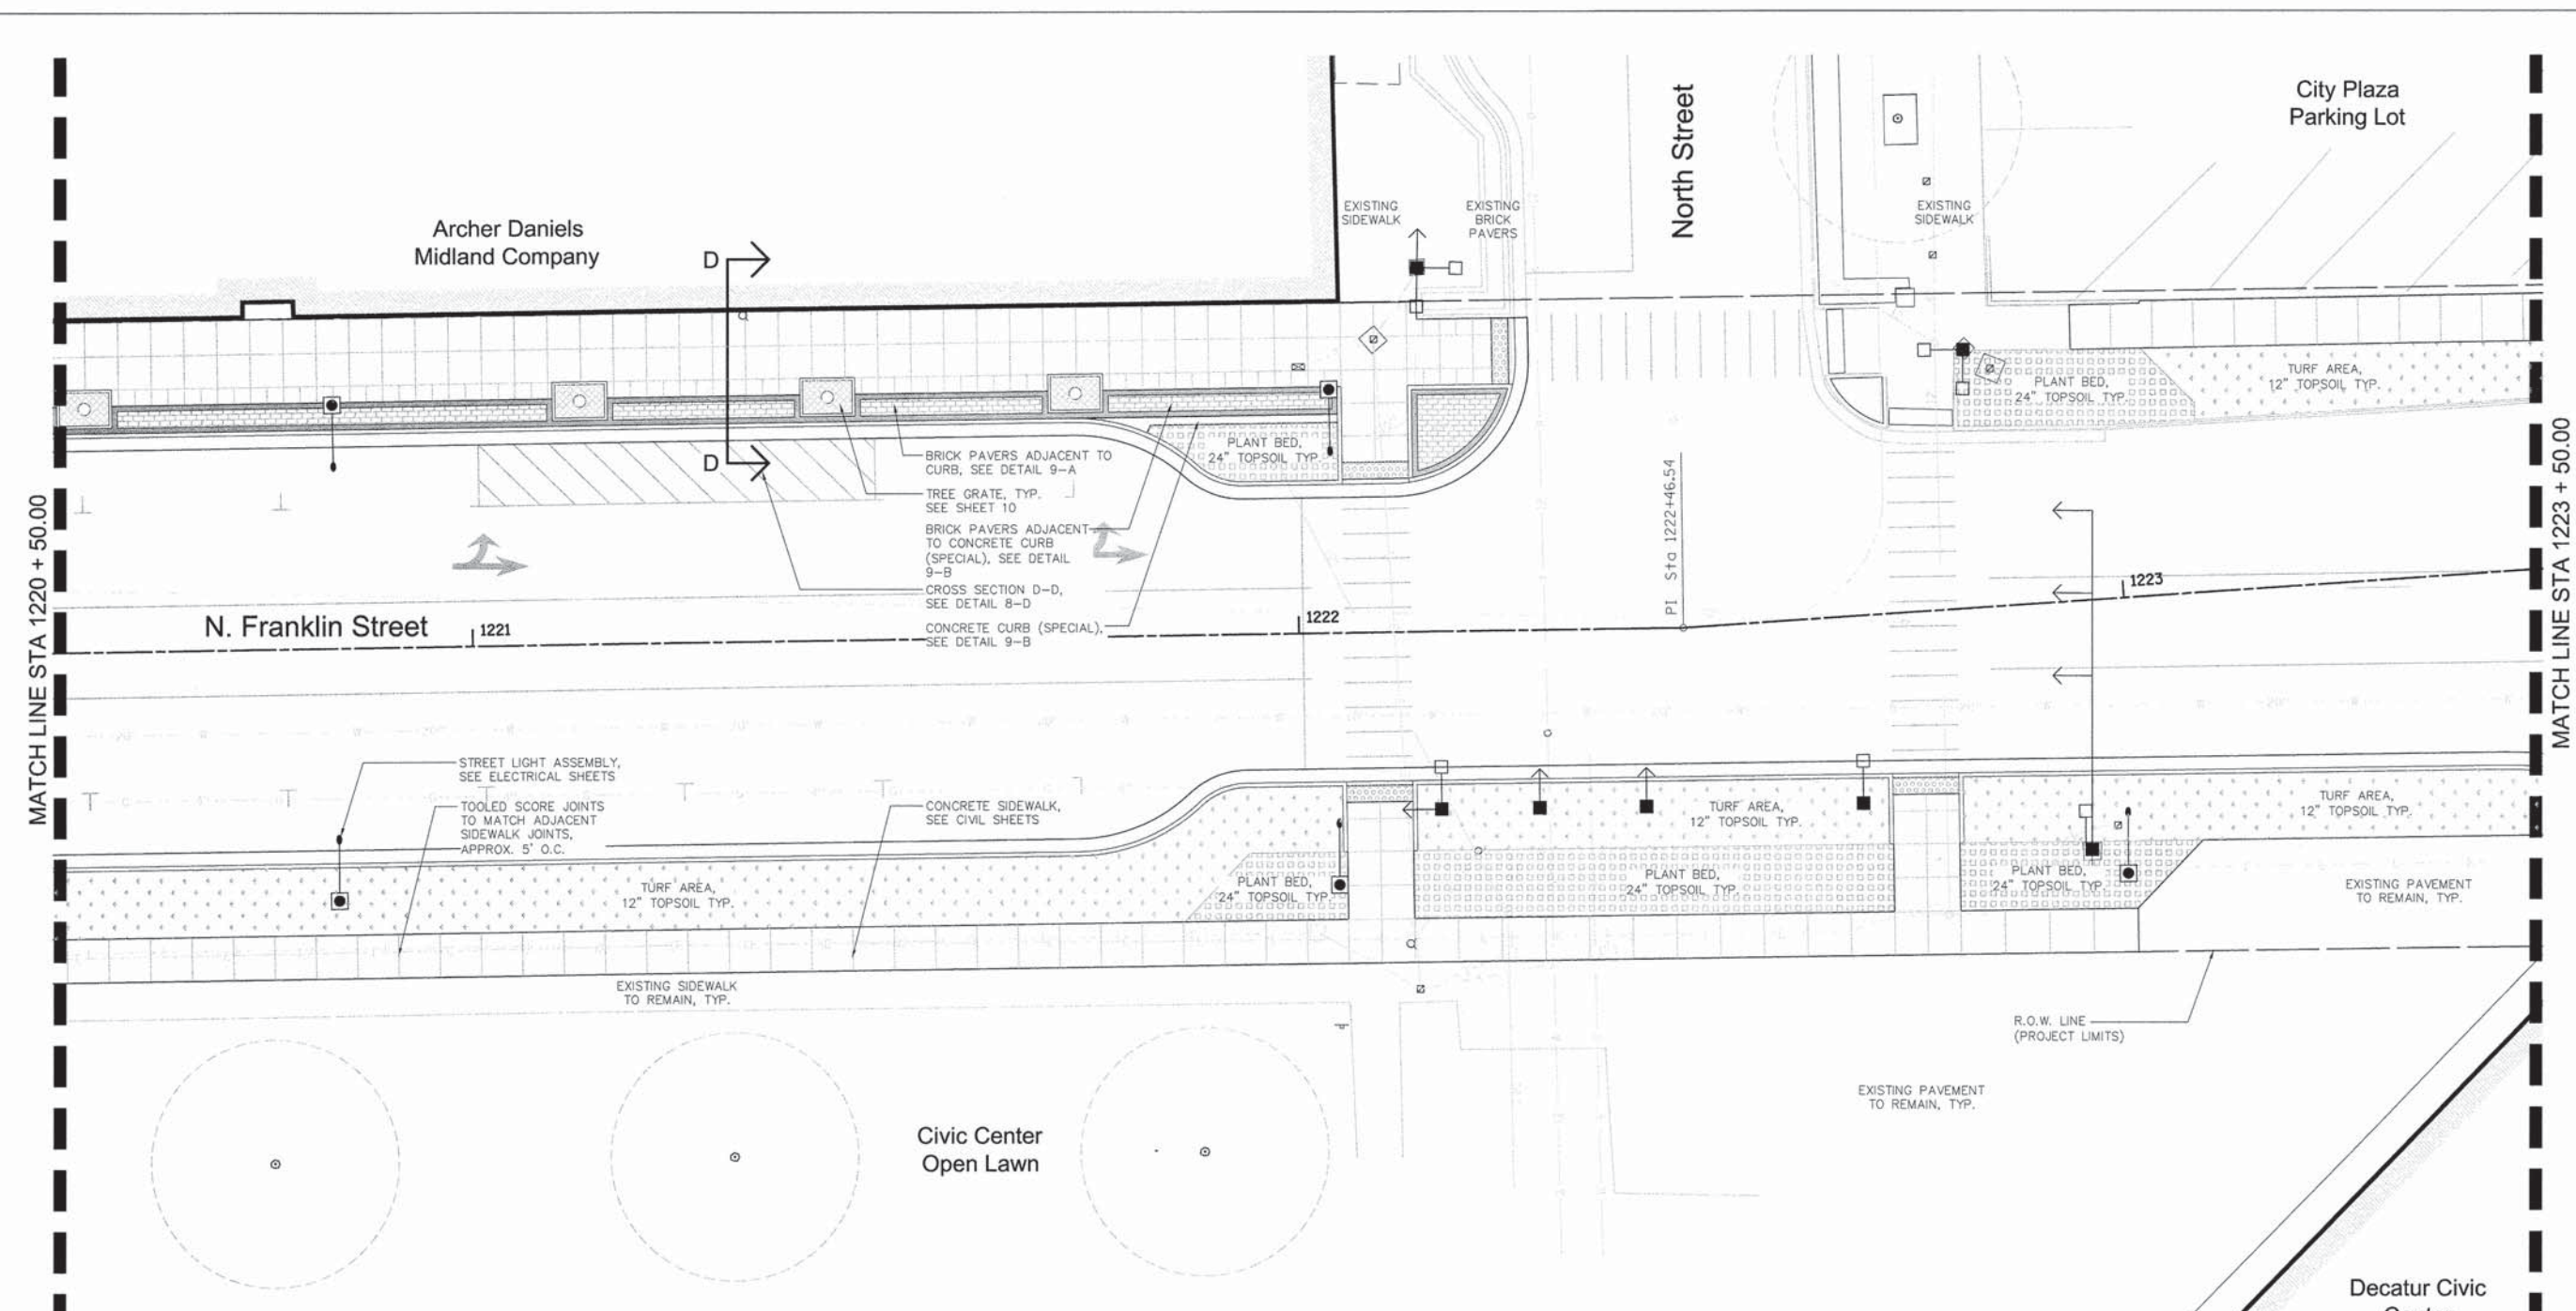 City Plaza
Parking Lot
North Street
EXISTING
SIDEWALK
EXISTING
BRICK
PAVERS
EXISTING
SIDEWALK
Archer Daniels
Midland Company
D
D
TURF AREA,
12" TOPSOIL TYP.
PLANT BED,
24" TOPSOIL TYP.
PLANT BED,
24" TOPSOIL TYP.
BRICK PAVERS ADJACENT TO
CURB, SEE DETAIL 9-A
TREE GRATE, TYP.
SEE SHEET 10
BRICK PAVERS ADJACENT
TO CONCRETE CURB
(SPECIAL), SEE DETAIL
9-B
CROSS SECTION D-D,
SEE DETAIL 8-D
CONCRETE CURB (SPECIAL),
SEE DETAIL 9-B
PI Sta 1222+46.54
MATCH LINE STA 1220 + 50.00
MATCH LINE STA 1223 + 50.00
N. Franklin Street
1221
1222
1223
STREET LIGHT ASSEMBLY,
SEE ELECTRICAL SHEETS
TOOLED SCORE JOINTS
TO MATCH ADJACENT
SIDEWALK JOINTS,
APPROX. 5' O.C.
CONCRETE SIDEWALK,
SEE CIVIL SHEETS
TURF AREA,
12" TOPSOIL TYP.
TURF AREA,
12" TOPSOIL TYP.
TURF AREA,
12" TOPSOIL TYP.
PLANT BED,
24" TOPSOIL TYP.
PLANT BED,
24" TOPSOIL TYP.
PLANT BED,
24" TOPSOIL TYP.
EXISTING PAVEMENT
TO REMAIN, TYP.
EXISTING SIDEWALK
TO REMAIN, TYP.
R.O.W. LINE
(PROJECT LIMITS)
EXISTING PAVEMENT
TO REMAIN, TYP.
Civic Center
Open Lawn
Decatur Civic